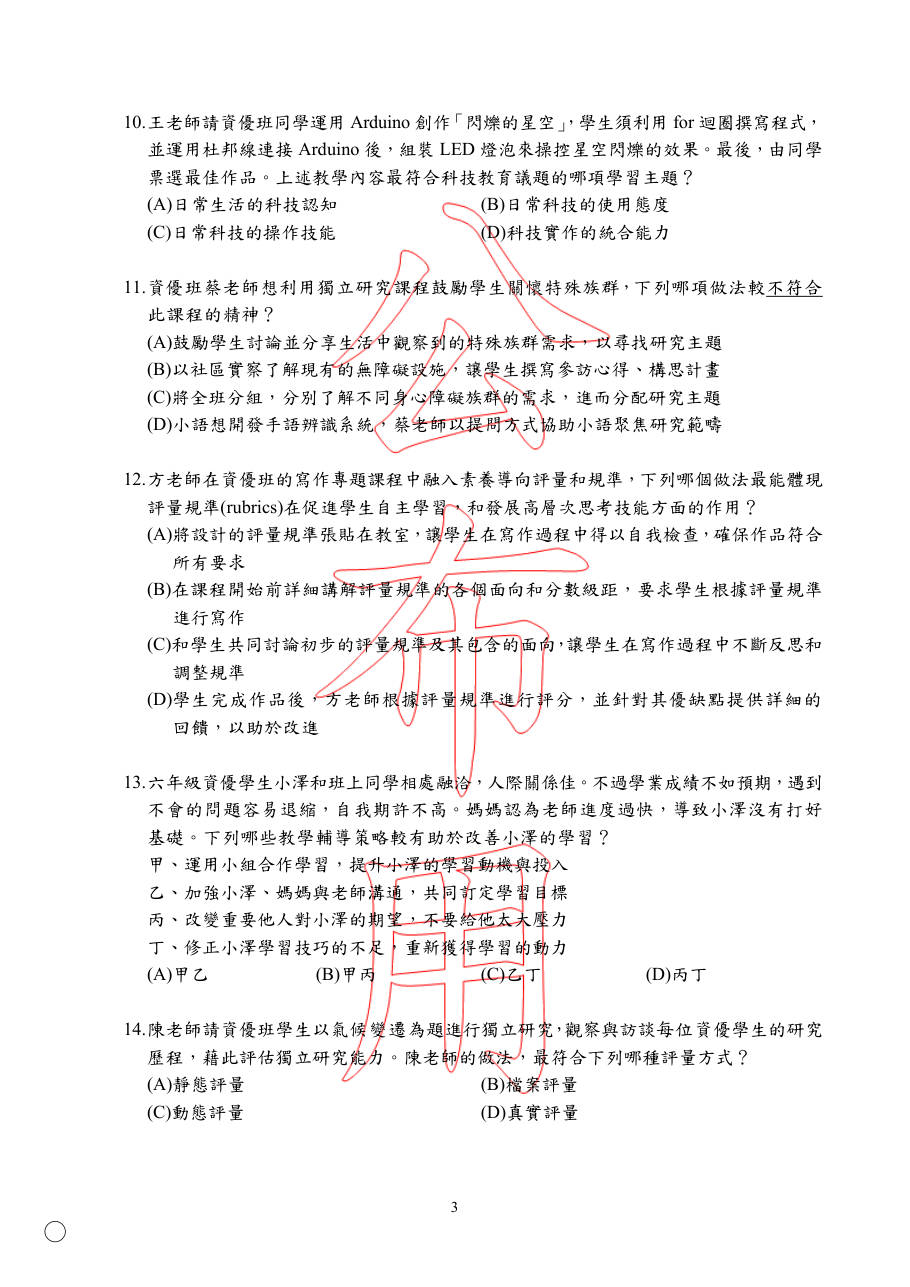 10.王老師請資優班同學運用 Arduino 創作「閃爍的星空」，學生須利用 for 迴圈撰寫程式，
並運用杜邦線連接 Arduino 後，組裝 LED 燈泡來操控星空閃爍的效果。最後，由同學
票選最佳作品。上述教學內容最符合科技教育議題的哪項學習主題？
(A)日常生活的科技認知 (B)日常科技的使用態度
(C)日常科技的操作技能 (D)科技實作的統合能力
11.資優班蔡老師想利用獨立研究課程鼓勵學生關懷特殊族群，下列哪項做法較不符合
此課程的精神？
(A)鼓勵學生討論並分享生活中觀察到的特殊族群需求，以尋找研究主題
(B)以社區實察了解現有的無障礙設施，讓學生撰寫參訪心得、構思計畫
(C)將全班分組，分別了解不同身心障礙族群的需求，進而分配研究主題
(D)小語想開發手語辨識系統，蔡老師以提問方式協助小語聚焦研究範疇
12.方老師在資優班的寫作專題課程中融入素養導向評量和規準，下列哪個做法最能體現
評量規準(rubrics)在促進學生自主學習，和發展高層次思考技能方面的作用？
(A)將設計的評量規準張貼在教室，讓學生在寫作過程中得以自我檢查，確保作品符合
所有要求
(B)在課程開始前詳細講解評量規準的各個面向和分數級距，要求學生根據評量規準
進行寫作
(C)和學生共同討論初步的評量規準及其包含的面向，讓學生在寫作過程中不斷反思和
調整規準
(D)學生完成作品後，方老師根據評量規準進行評分，並針對其優缺點提供詳細的
回饋，以助於改進
13.六年級資優學生小澤和班上同學相處融洽，人際關係佳。不過學業成績不如預期，遇到
不會的問題容易退縮，自我期許不高。媽媽認為老師進度過快，導致小澤沒有打好
基礎。下列哪些教學輔導策略較有助於改善小澤的學習？
甲、運用小組合作學習，提升小澤的學習動機與投入
乙、加強小澤、媽媽與老師溝通，共同訂定學習目標
丙、改變重要他人對小澤的期望，不要給他太大壓力
丁、修正小澤學習技巧的不足，重新獲得學習的動力
(A)甲乙 (B)甲丙 (C)乙丁 (D)丙丁
14.陳老師請資優班學生以氣候變遷為題進行獨立研究，觀察與訪談每位資優學生的研究
歷程，藉此評估獨立研究能力。陳老師的做法，最符合下列哪種評量方式？
(A)靜態評量 (B)檔案評量
(C)動態評量 (D)真實評量
公布用
3